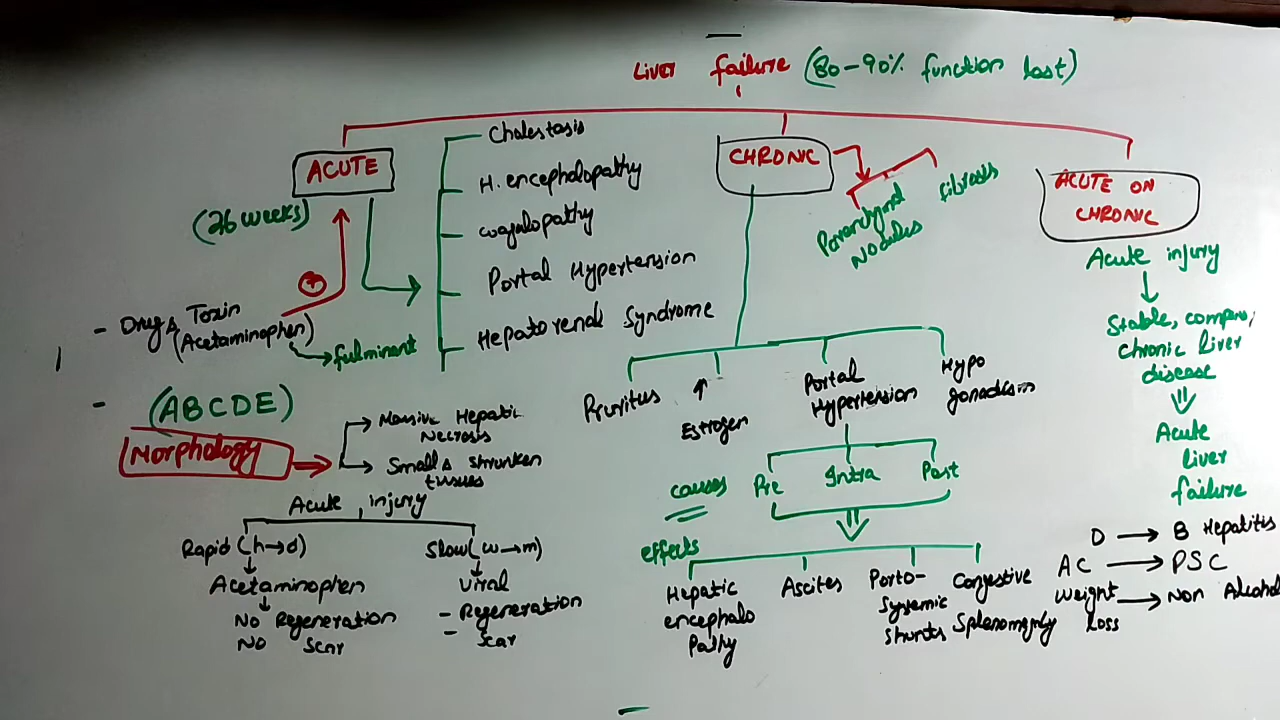 Liver failure (80-90% function lost)
ACUTE
(26 weeks)
- Drug & Toxin
(Acetaminophen)
→ fulminant
- (ABCDE)
Cholestasis
H. encephalopathy
coagulopathy
Portal Hypertension
Hepatorenal Syndrome
Morphology
→ Massive Hepatic
Necrosis
→ Small & shrunken
tissues
Acute injury
Rapid (h→d)
Acetaminophen
No Regeneration
No Scar
Slow (w→m)
Viral
- Regeneration
- Scar
CHRONIC
Parenchymal
Nodules
fibrosis
Pruritus
↑
Estrogen
Portal
Hypertension
Hypo
gonadism
causes
Pre
Intra
Post
effects
Hepatic
encephalo
pathy
Ascites
Porto-
Systemic
shunts
Congestive
Splenomegaly
ACUTE ON
CHRONIC
Acute injury
Stable,
chronic liver
disease
Acute
liver
failure
D → B Hepatitis
AC → PSC
Weight
loss
→ Non Alcohol